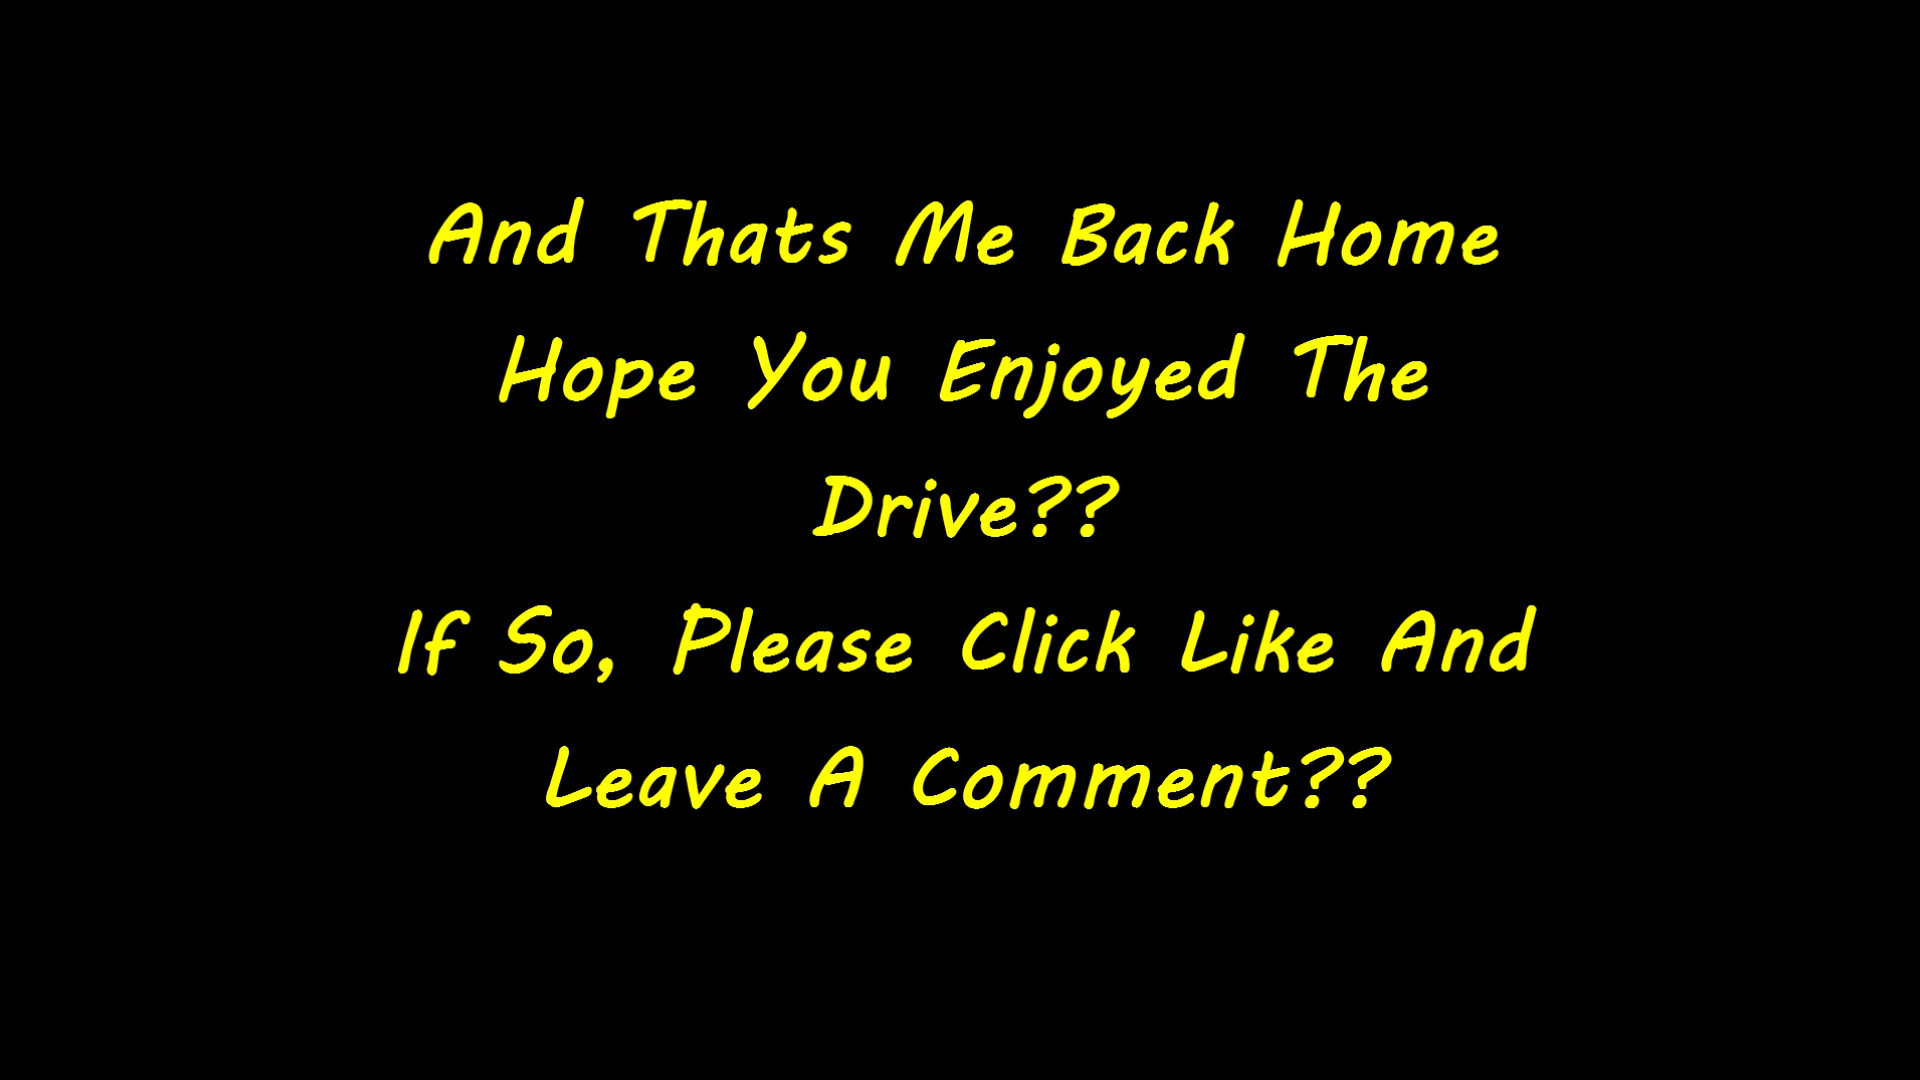 And Thats Me Back Home
Hope You Enjoyed The
Drive??
If So, Please Click Like And
Leave A Comment??